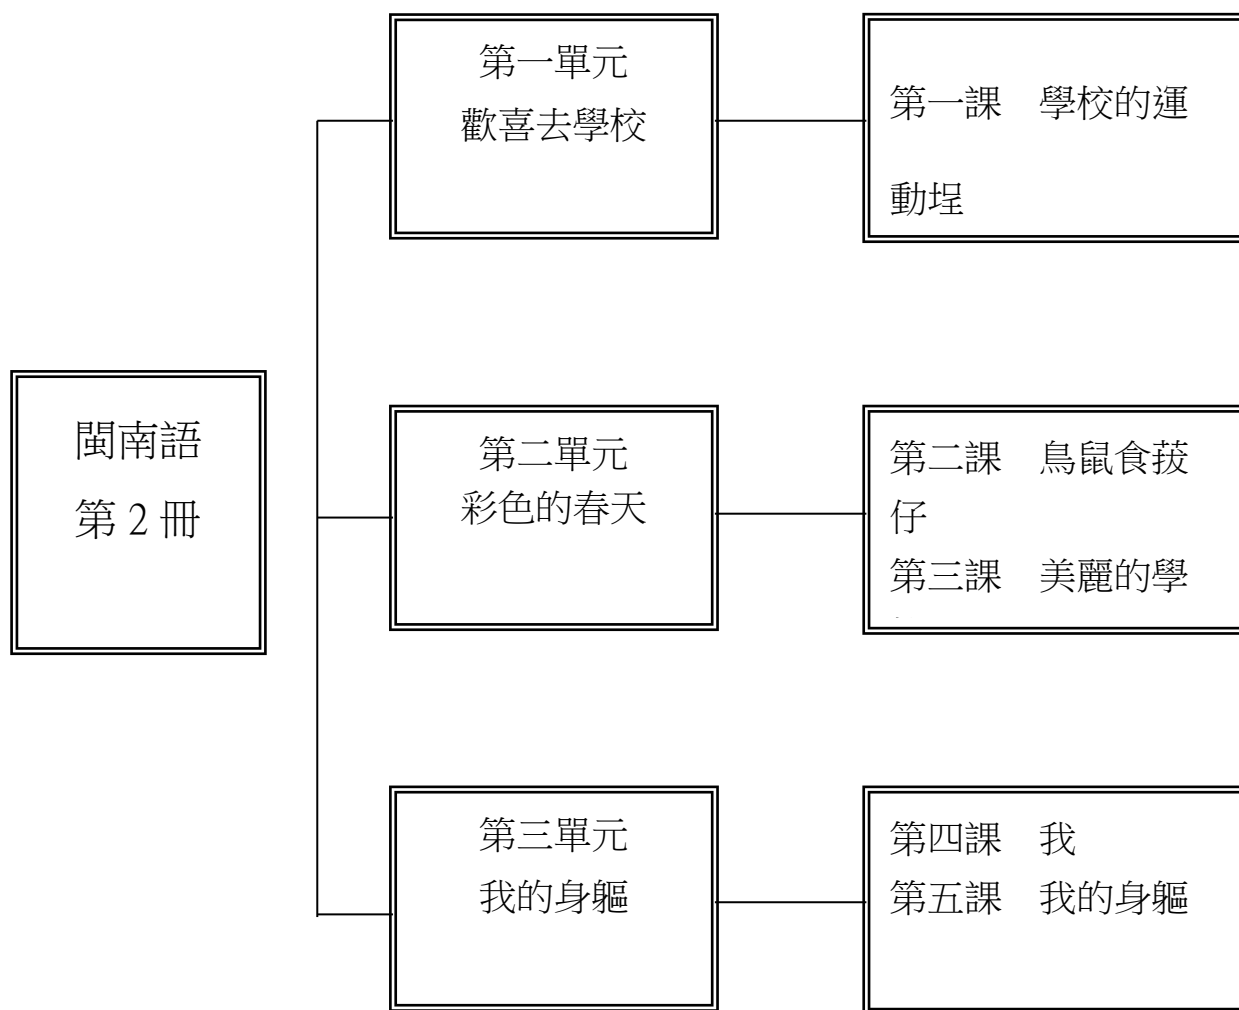 閩南語
第 2 冊
第一單元
歡喜去學校
第一課　學校的運
動埕
第二單元
彩色的春天
第二課　鳥鼠食菝
仔
第三課　美麗的學
第三單元
我的身軀
第四課　我
第五課　我的身軀